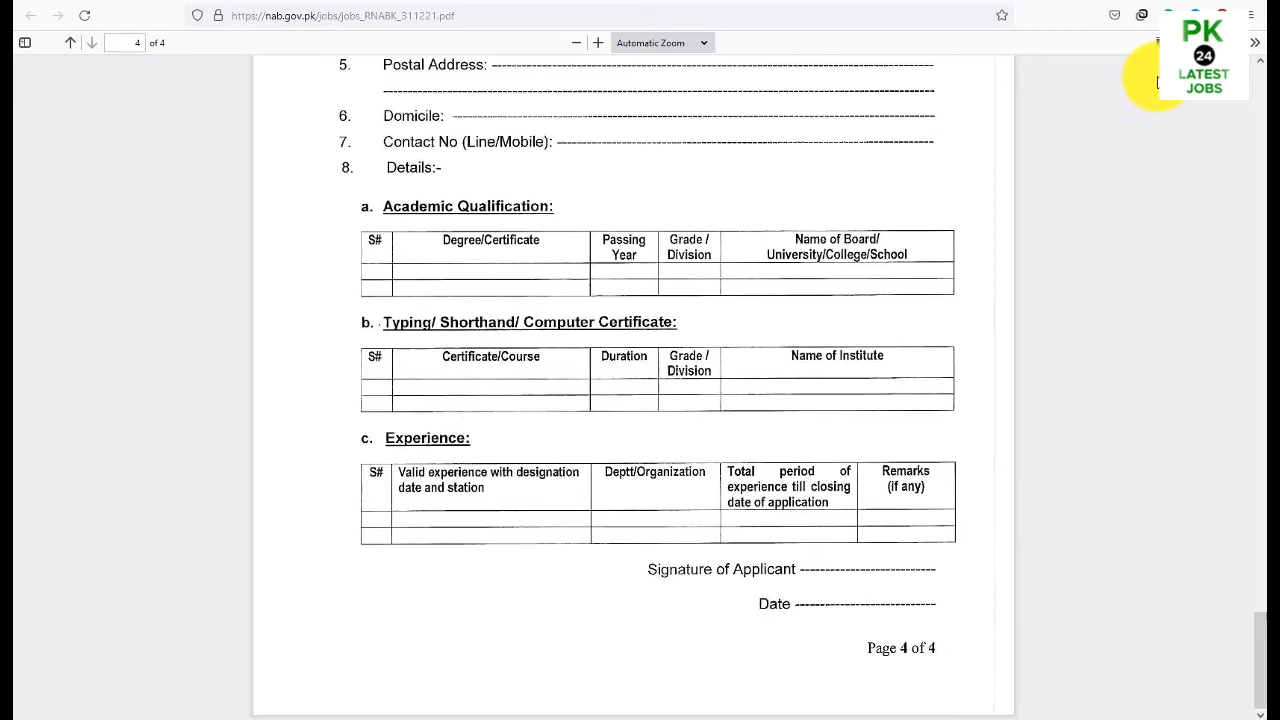 https://nab.gov.pk/jobs/jobs_RNABK_311221.pdf
4 of 4
Automatic Zoom
PK
24
LATEST
JOBS
5. Postal Address:
6. Domicile:
7. Contact No (Line/Mobile):
8. Details:-
a. Academic Qualification:
S# Degree/Certificate Passing Grade / Name of Board/
Year Division University/College/School
b. Typing/ Shorthand/ Computer Certificate:
S# Certificate/Course Duration Grade / Name of Institute
Division
c. Experience:
S# Valid experience with designation Deptt/Organization Total period of Remarks
date and station experience till closing (if any)
date of application
Signature of Applicant
Date
Page 4 of 4